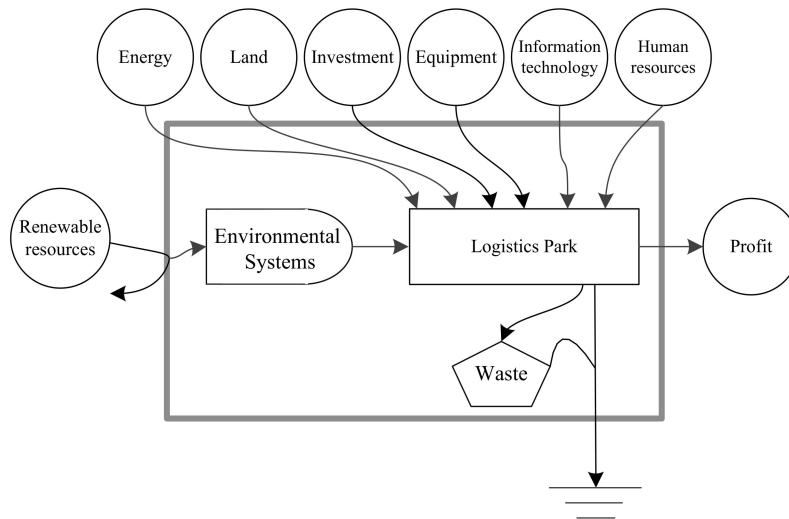 Energy
Land
Investment
Equipment
Information
technology
Human
resources
Renewable
resources
Environmental
Systems
Logistics Park
Profit
Waste